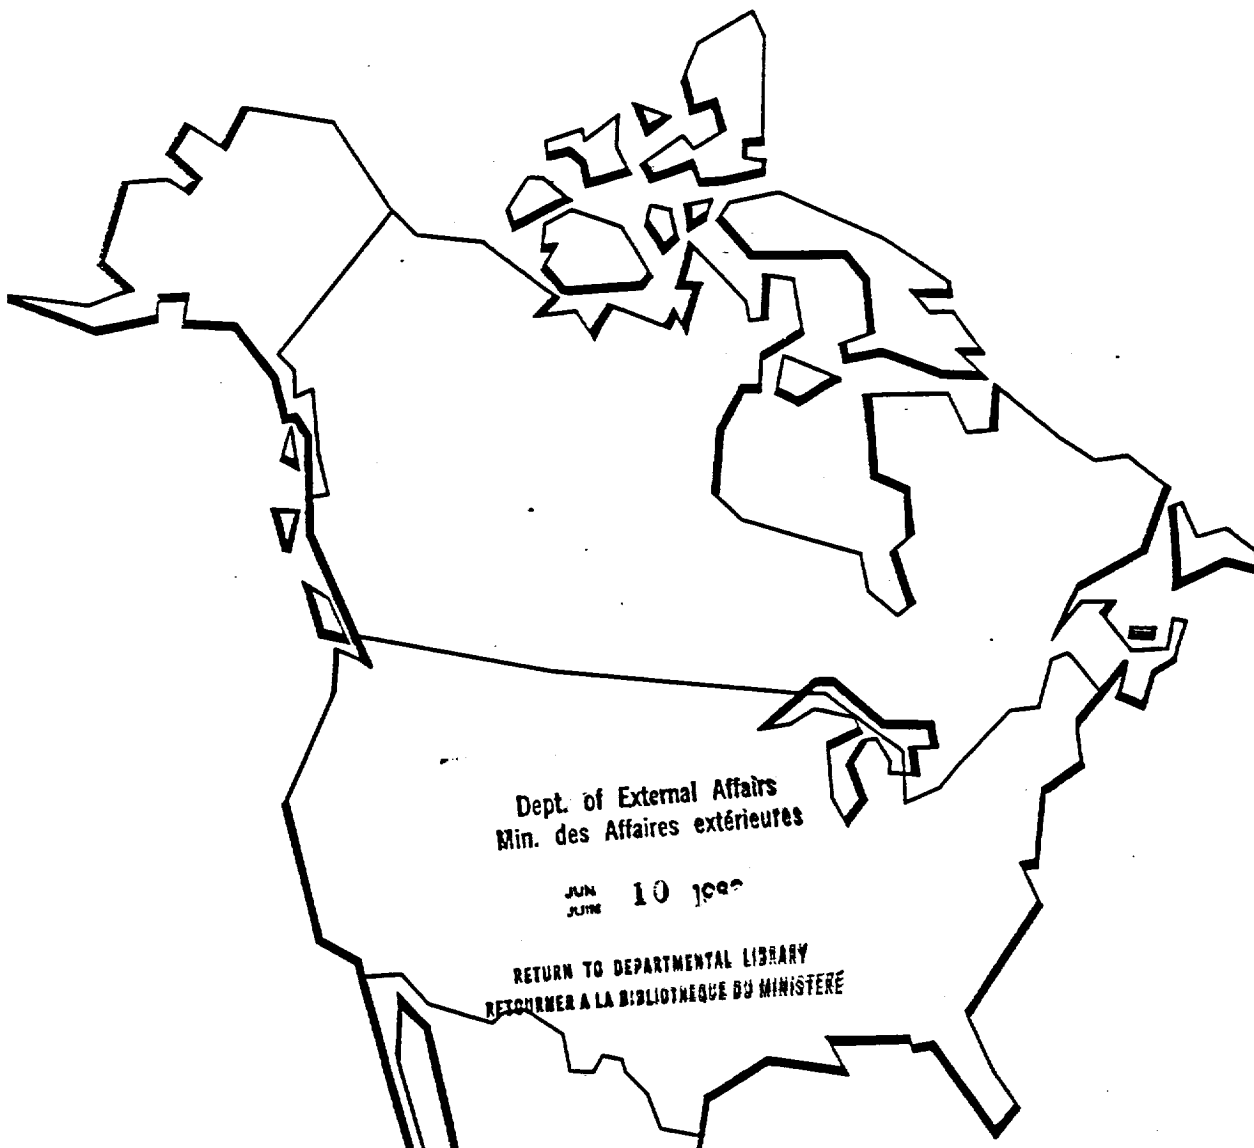 Dept. of External Affairs
Min. des Affaires extérieures
JUN
JUIN 10
RETURN TO DEPARTMENTAL LIBRARY
RETOURNER A LA BIBLIOTHEQUE DU MINISTERE